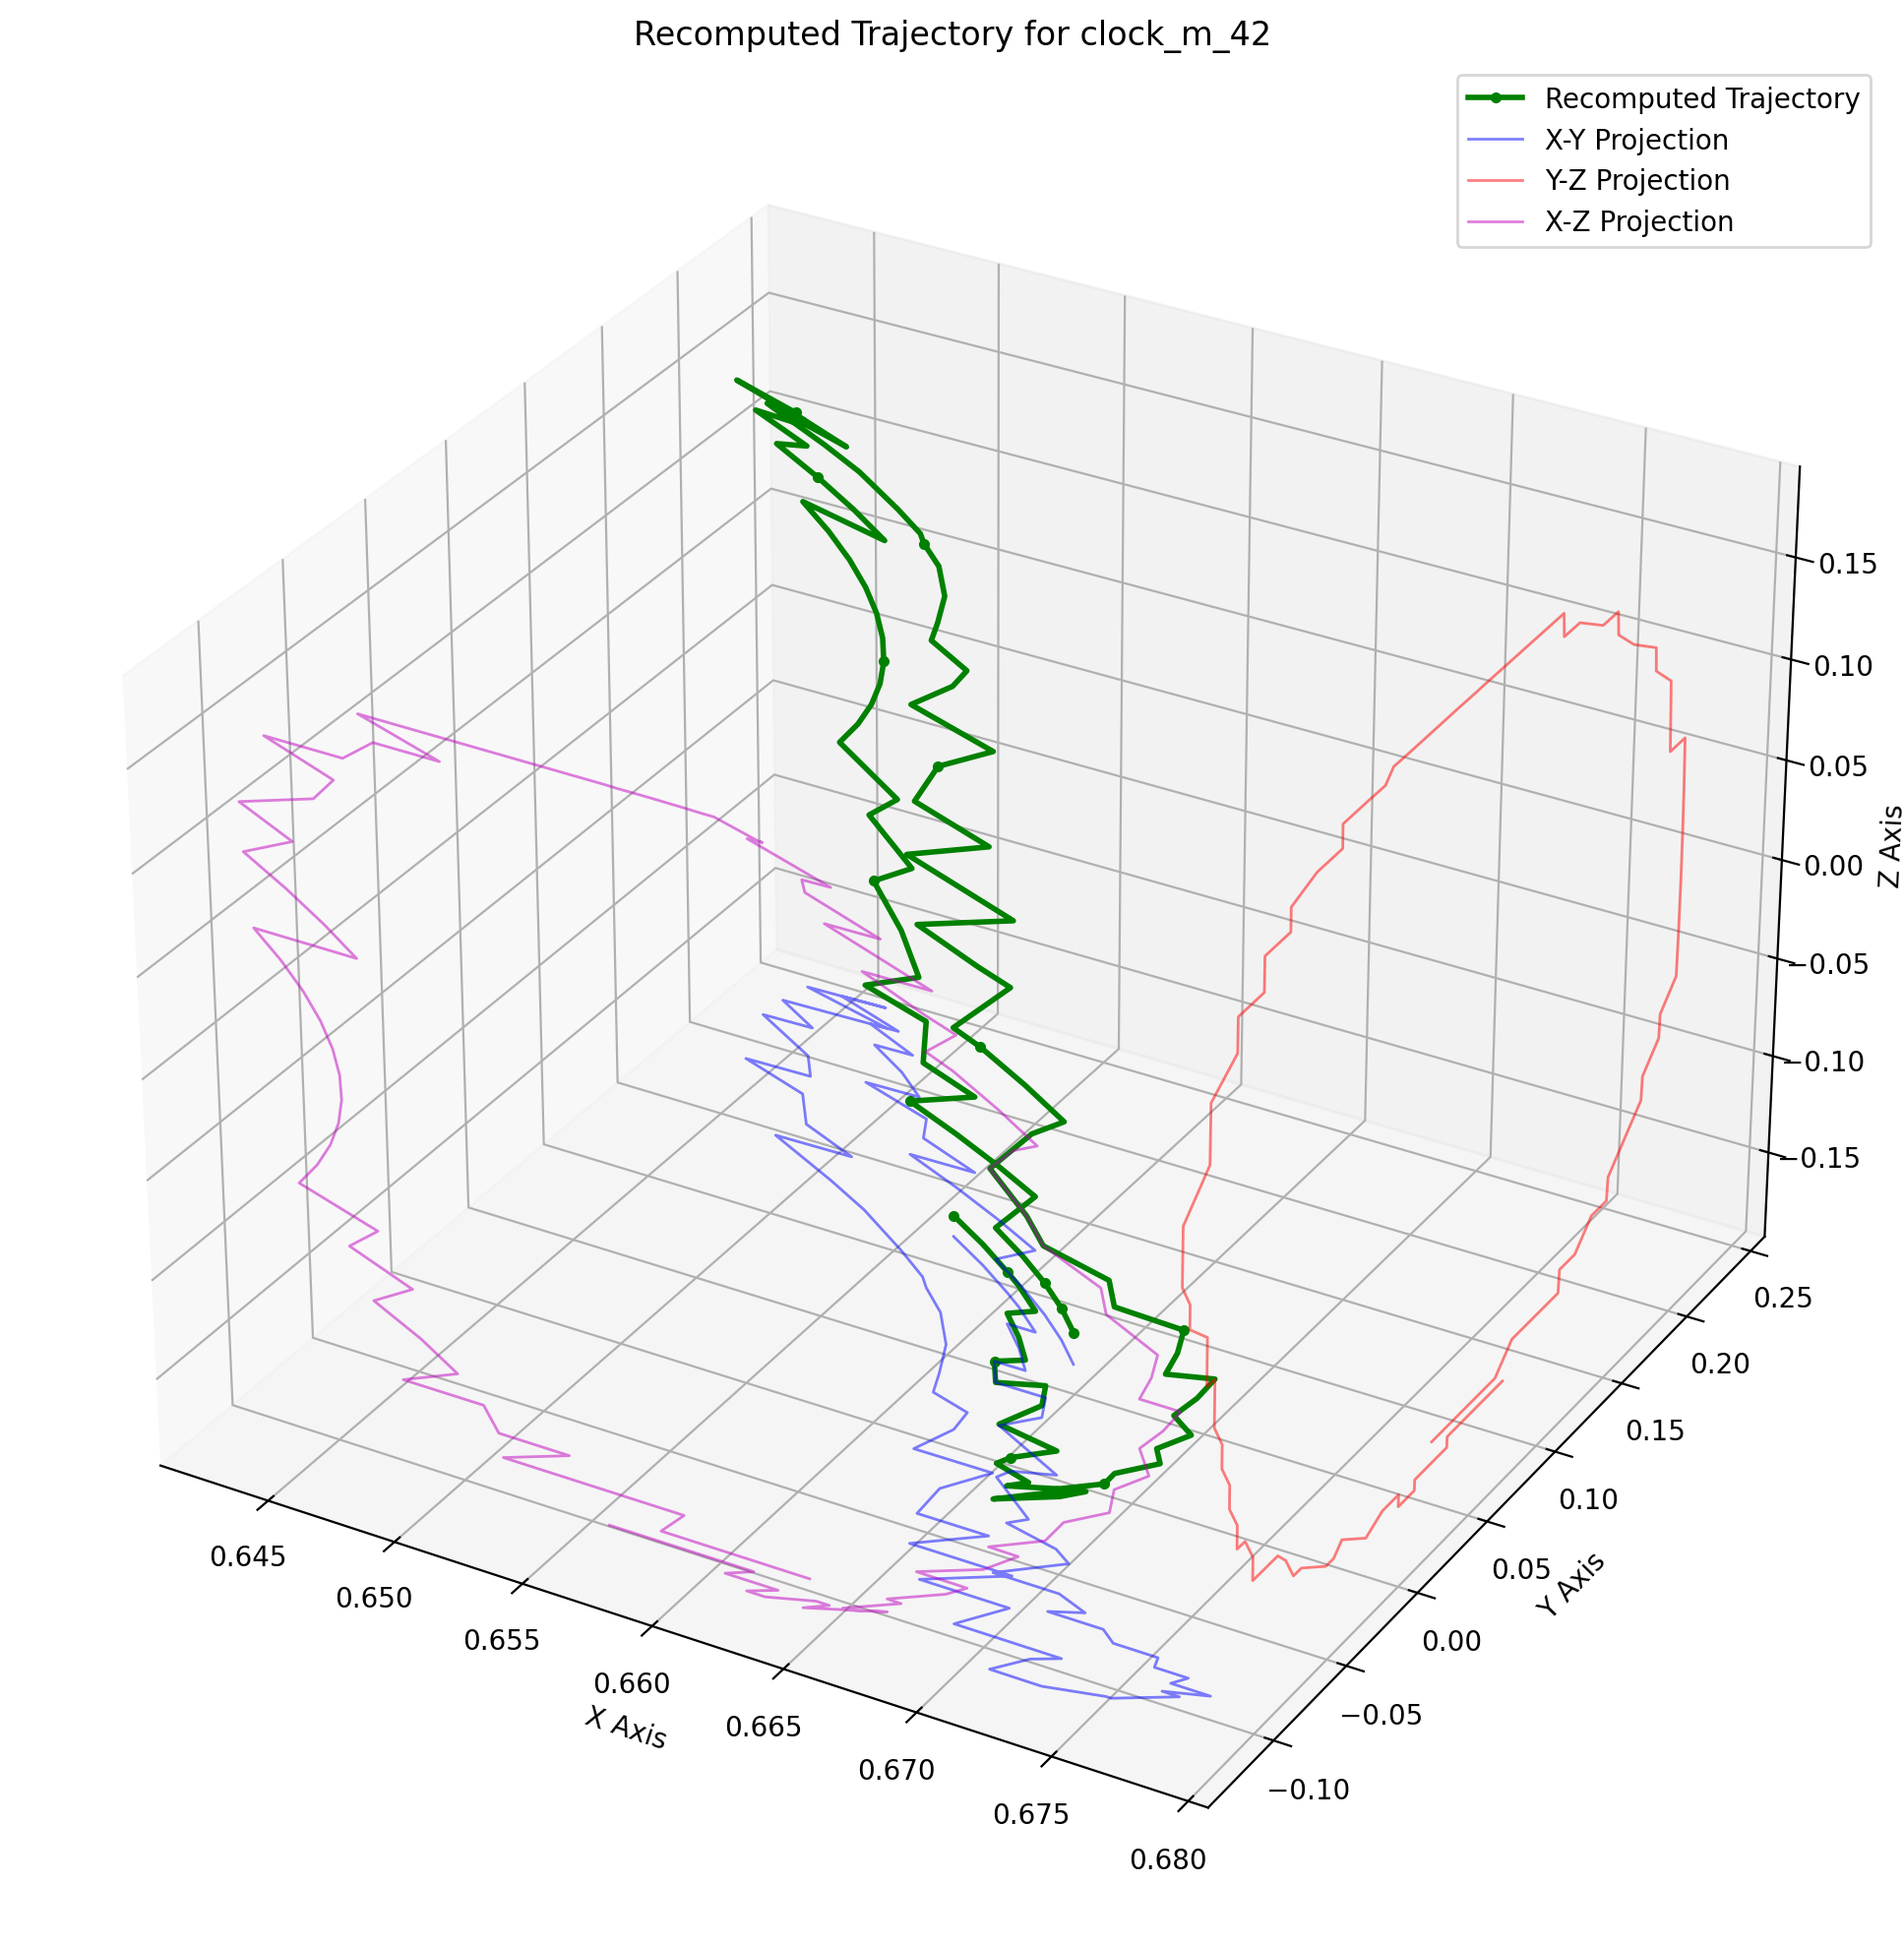 Recomputed Trajectory for clock_m_42
Recomputed Trajectory
X-Y Projection
Y-Z Projection
X-Z Projection
0.15
0.10
0.05
0.00
−0.05
−0.10
−0.15
Z Axis
0.25
0.20
0.15
0.10
0.05
0.00
−0.05
−0.10
Y Axis
0.645
0.650
0.655
0.660
0.665
0.670
0.675
0.680
X Axis